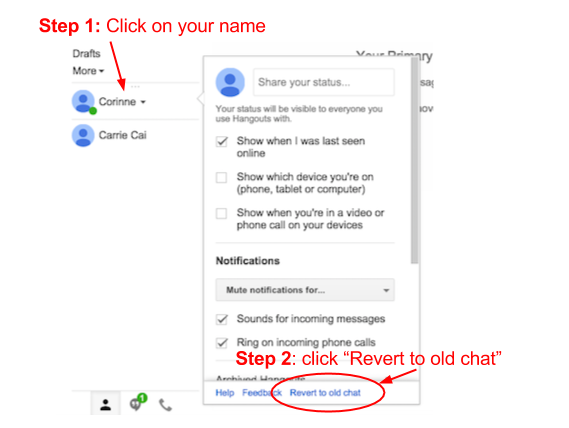 Step 1: Click on your name
Drafts
More
Corinne
Carrie Cai
1
Your Primary
Share your status...
Your status will be visible to everyone you
use Hangouts with.
Show when I was last seen
online
Show which device you're on
(phone, tablet or computer)
Show when you're in a video or
phone call on your devices
Notifications
Mute notifications for...
Sounds for incoming messages
Ring on incoming phone calls
Step 2: click “Revert to old chat”
Archived Hangouts
Help Feedback Revert to old chat